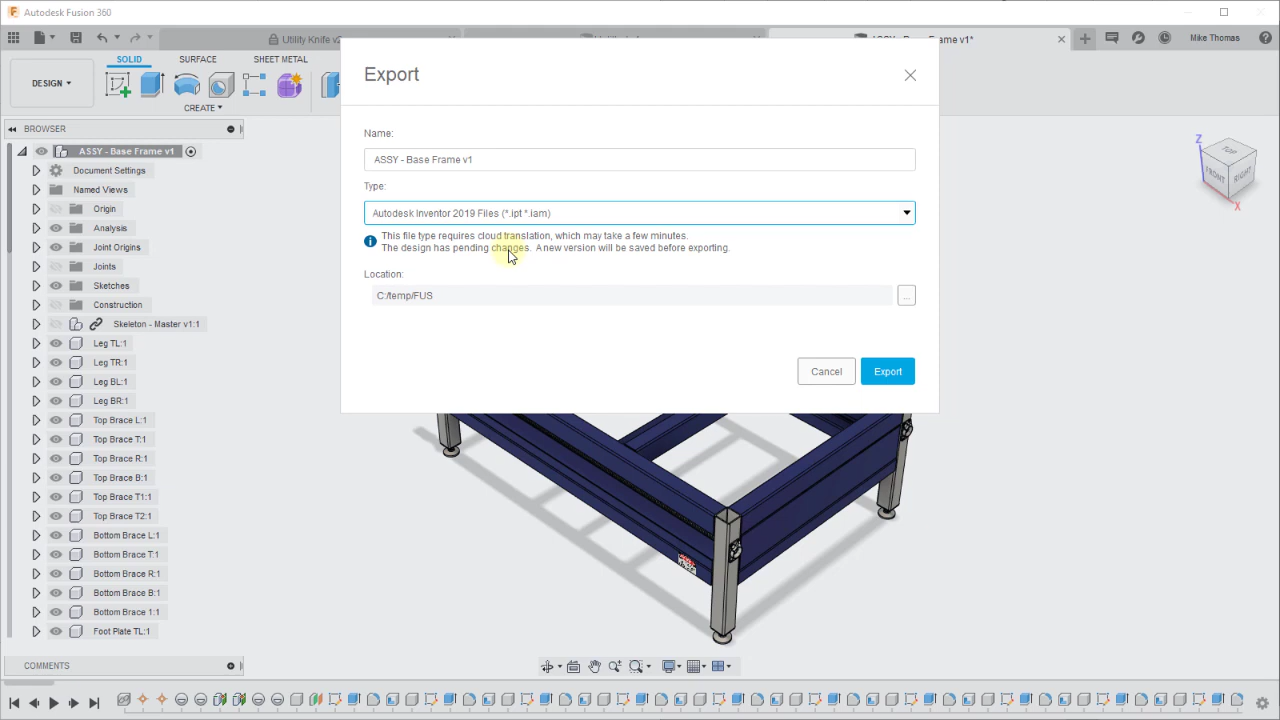 Autodesk Fusion 360
Utility Knife v2
ASSY - Base Frame v1*
Mike Thomas
DESIGN
SOLID
SURFACE
SHEET METAL
CREATE
BROWSER
ASSY - Base Frame v1
Document Settings
Named Views
Origin
Analysis
Joint Origins
Joints
Sketches
Construction
Skeleton - Master v1:1
Leg TL:1
Leg TR:1
Leg BL:1
Leg BR:1
Top Brace L:1
Top Brace T:1
Top Brace R:1
Top Brace B:1
Top Brace T1:1
Top Brace T2:1
Bottom Brace L:1
Bottom Brace T:1
Bottom Brace R:1
Bottom Brace B:1
Bottom Brace 1:1
Foot Plate TL:1
COMMENTS
Export
Name:
ASSY - Base Frame v1
Type:
Autodesk Inventor 2019 Files (*.ipt *.iam)
This file type requires cloud translation, which may take a few minutes.
The design has pending changes. A new version will be saved before exporting.
Location:
C:/temp/FUS
...
Cancel
Export
Z
TOP
FRONT
RIGHT
X